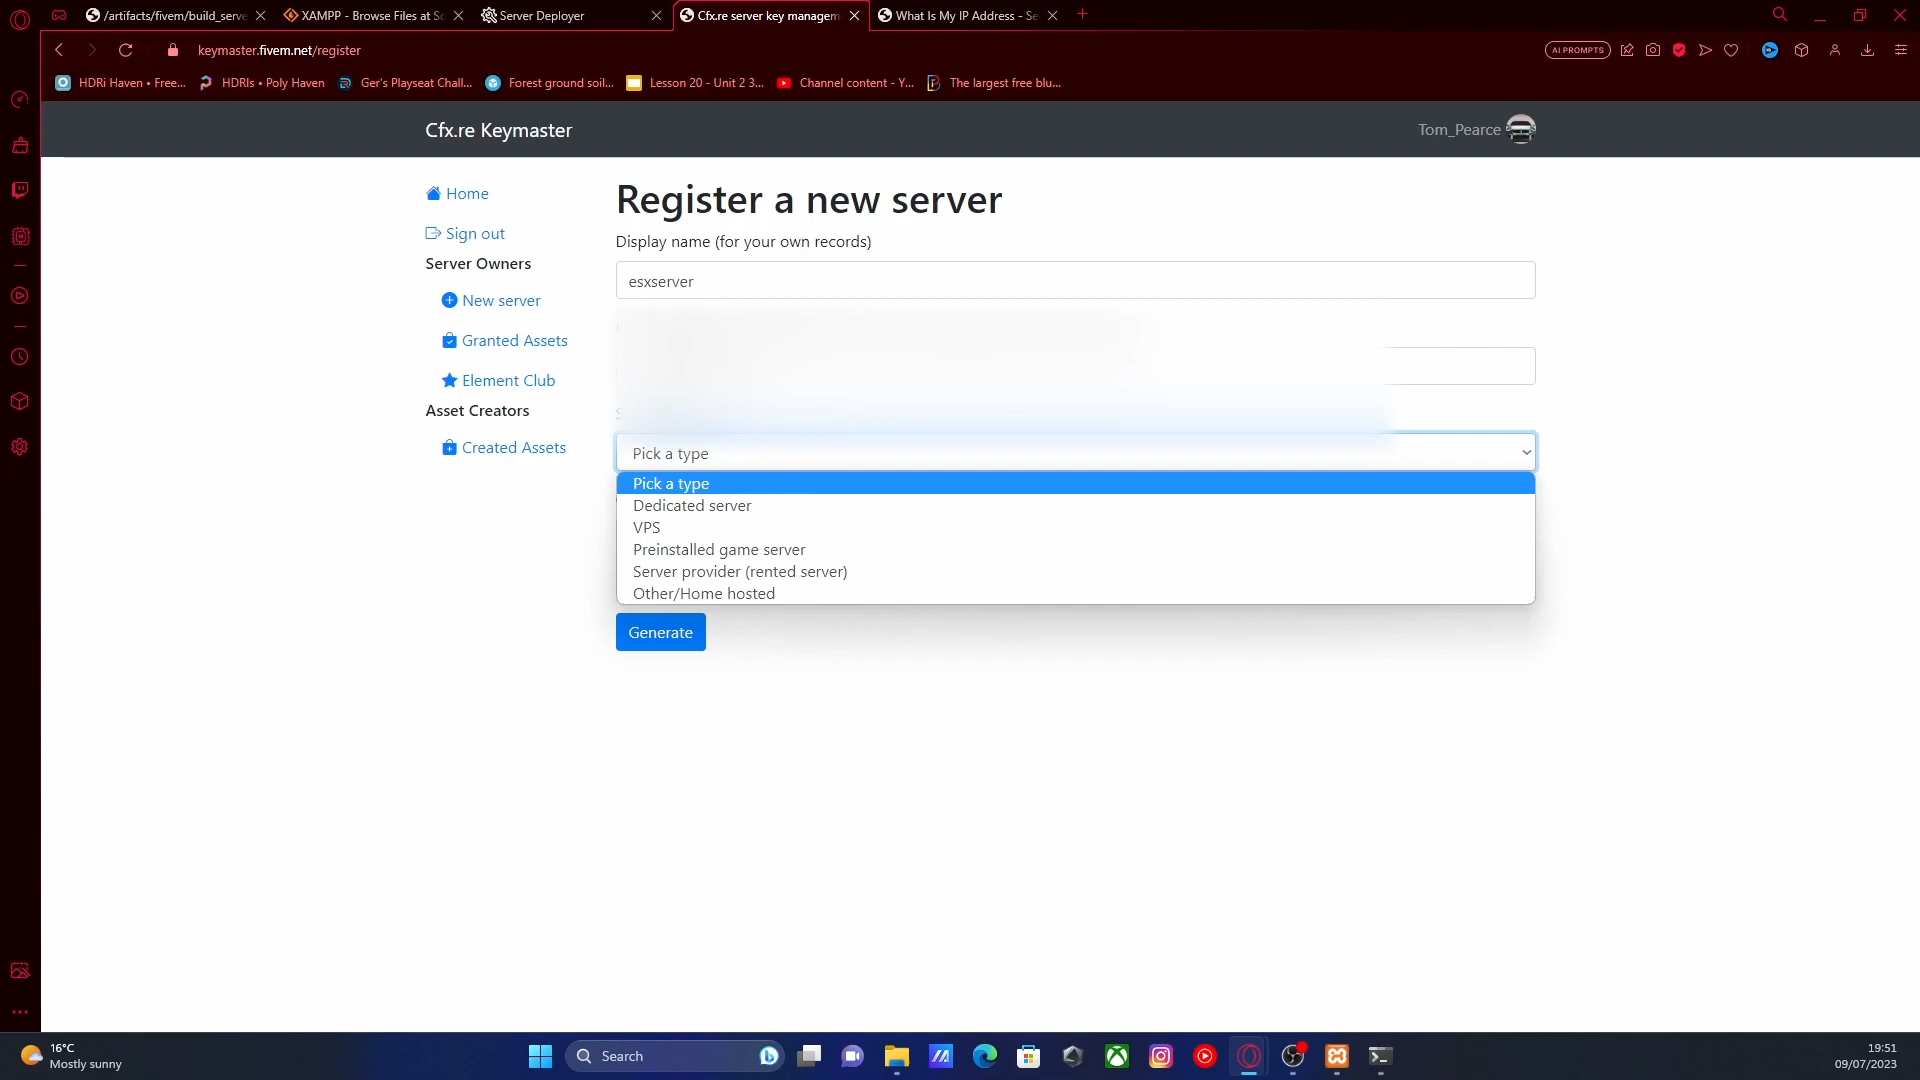 /artifacts/fivem/build_serve
XAMPP - Browse Files at So
Server Deployer
Cfx.re server key managem
What Is My IP Address - Se
keymaster.fivem.net/register
AI PROMPTS
HDRi Haven • Free...
HDRIs • Poly Haven
Ger's Playseat Chall...
Forest ground soil...
Lesson 20 - Unit 2 3...
Channel content - Y...
The largest free blu...
Cfx.re Keymaster
Tom_Pearce
Home
Sign out
Server Owners
New server
Granted Assets
Element Club
Asset Creators
Created Assets
Register a new server
Display name (for your own records)
esxserver
Pick a type
Pick a type
Dedicated server
VPS
Preinstalled game server
Server provider (rented server)
Other/Home hosted
Generate
16°C
Mostly sunny
Search
19:51
09/07/2023